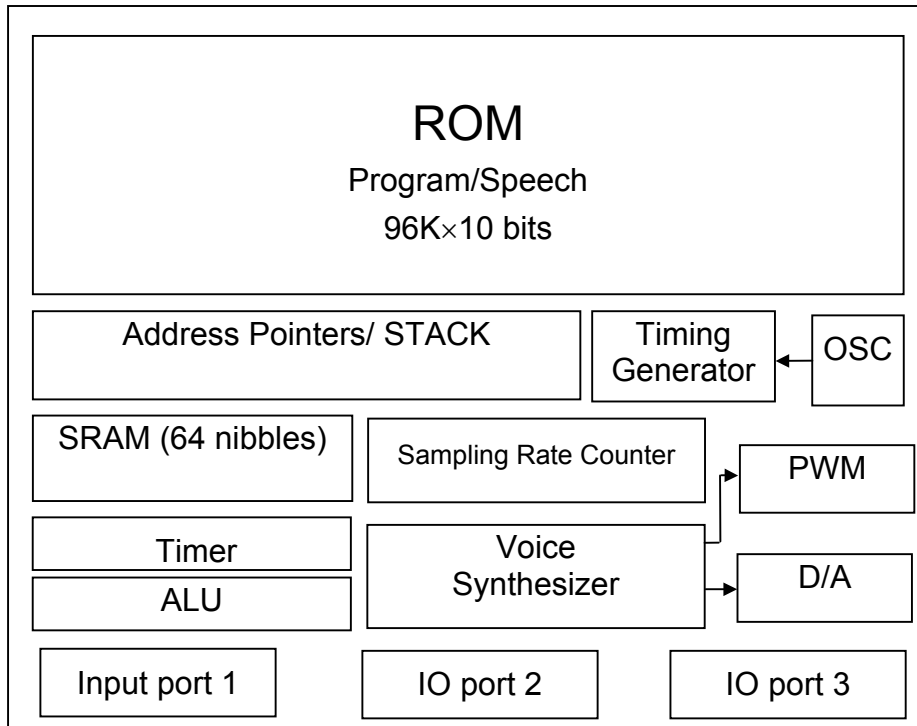 ROM
Program/Speech
96K×10 bits
Address Pointers/ STACK
Timing
Generator
OSC
SRAM (64 nibbles)
Sampling Rate Counter
PWM
Timer
Voice
Synthesizer
D/A
ALU
Input port 1
IO port 2
IO port 3